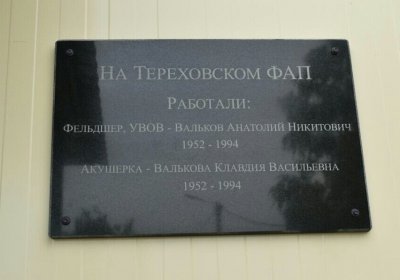 На Тереховском ФАП
Работали:
Фельдшер, УВОВ - Вальков Анатолий Никитович
1952 - 1994
Акушерка - Валькова Клавдия Васильевна
1952 - 1994